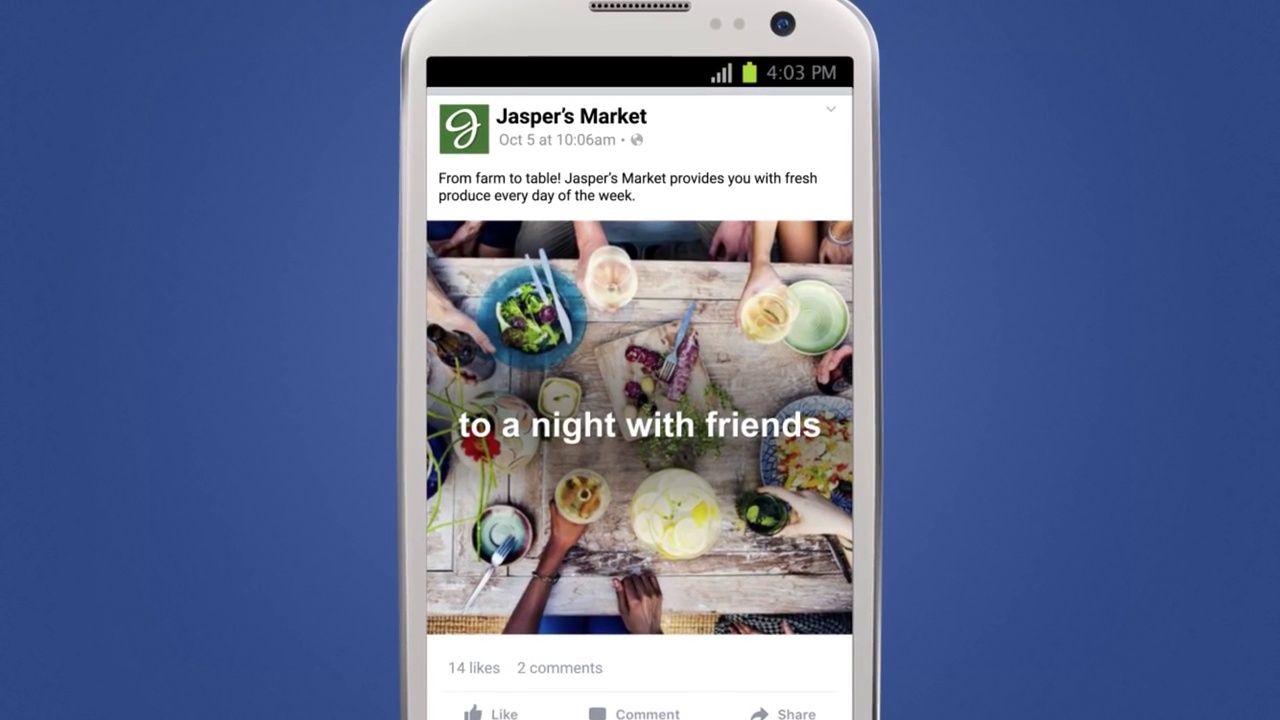 4:03 PM
Jasper’s Market
Oct 5 at 10:06am •
From farm to table! Jasper’s Market provides you with fresh
produce every day of the week.
to a night with friends
14 likes 2 comments
Like Comment Share